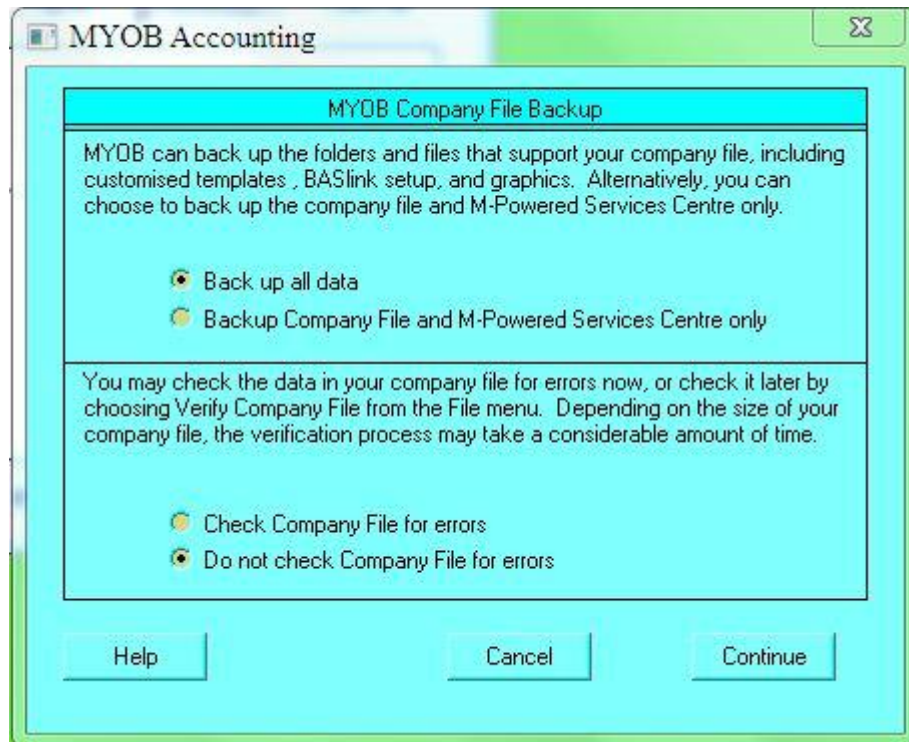 MYOB Accounting
MYOB Company File Backup
MYOB can back up the folders and files that support your company file, including
customised templates , BASlink setup, and graphics.  Alternatively, you can
choose to back up the company file and M-Powered Services Centre only.
Back up all data
Backup Company File and M-Powered Services Centre only
You may check the data in your company file for errors now, or check it later by
choosing Verify Company File from the File menu.  Depending on the size of your
company file, the verification process may take a considerable amount of time.
Check Company File for errors
Do not check Company File for errors
Help
Cancel
Continue